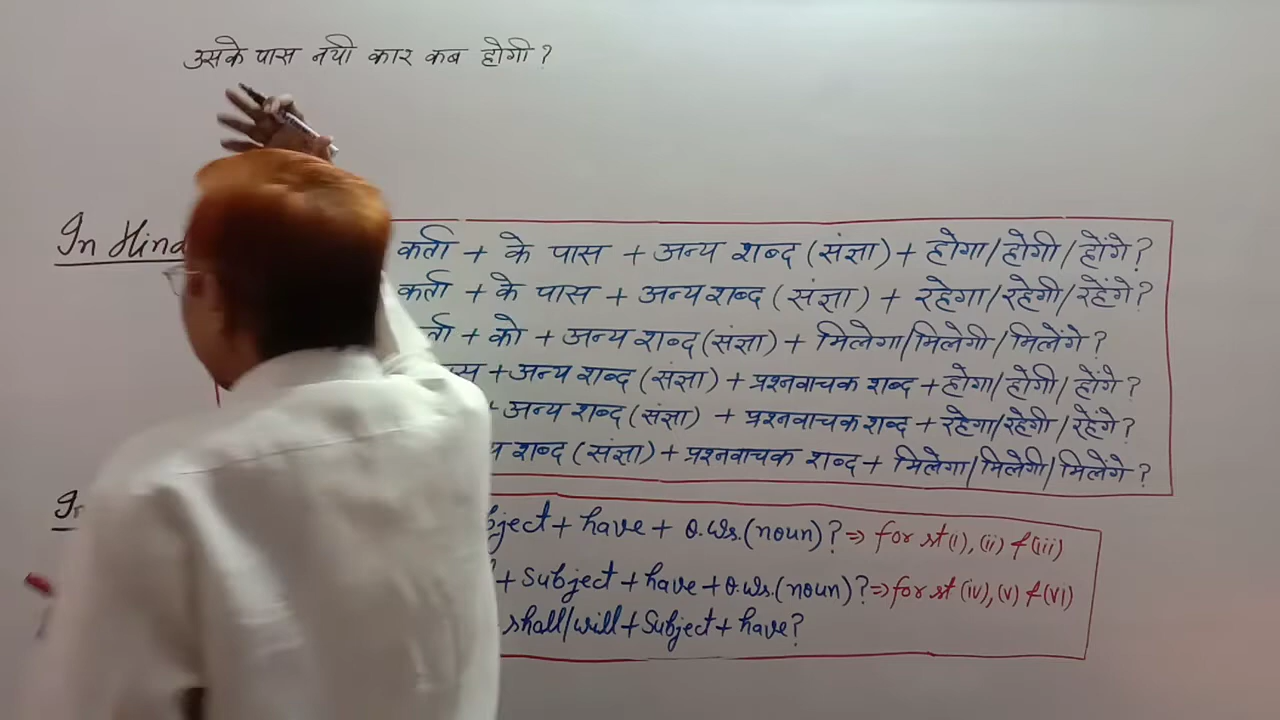 उसके पास नयी कार कब होगी?
In Hind
कर्ता + के पास + अन्य शब्द (संज्ञा) + होगा/होगी/होंगे?
कर्ता + के पास + अन्य शब्द (संज्ञा) + रहेगा/रहेगी/रहेंगे?
+ को + अन्य शब्द (संज्ञा) + मिलेगा/मिलेगी/मिलेंगे?
+ अन्य शब्द (संज्ञा) + प्रश्नवाचक शब्द + होगा/होगी/होंगे?
अन्य शब्द (संज्ञा) + प्रश्नवाचक शब्द + रहेगा/रहेगी/रहेंगे?
शब्द (संज्ञा) + प्रश्नवाचक शब्द + मिलेगा/मिलेगी/मिलेंगे?
bject + have + O.Ws.(noun)? ⇒ for st (i), (ii) & (iii)
+ Subject + have + O.Ws.(noun)? ⇒ for st (iv), (v) & (vi)
shall/will + Subject + have?